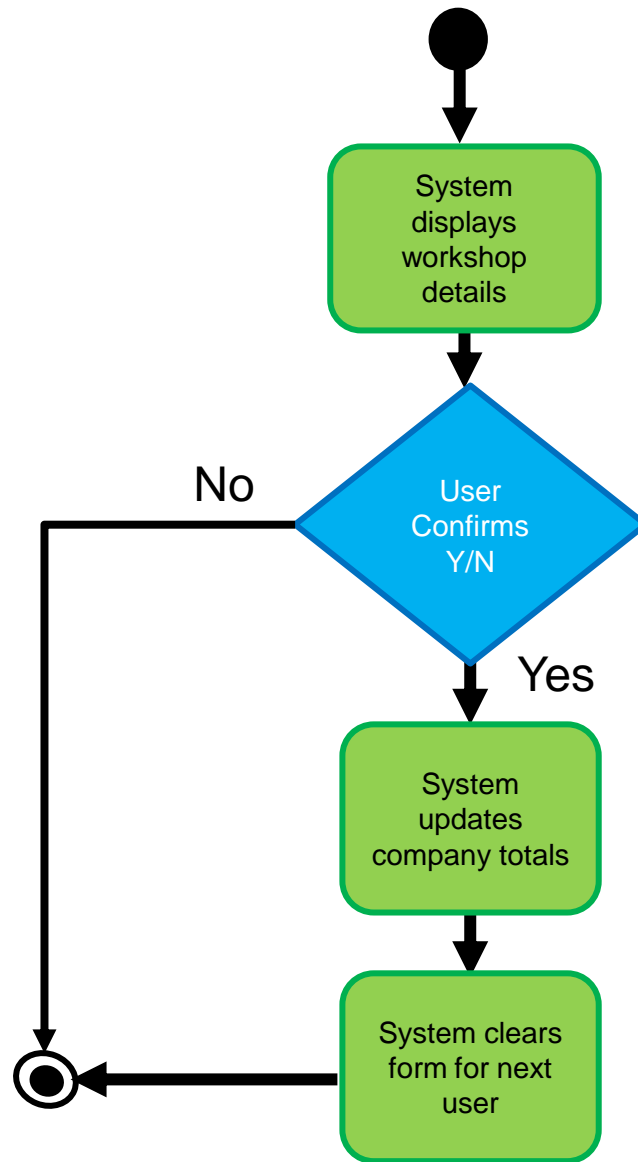 System
displays
workshop
details
No
User
Confirms
Y/N
Yes
System
updates
company totals
System clears
form for next
user